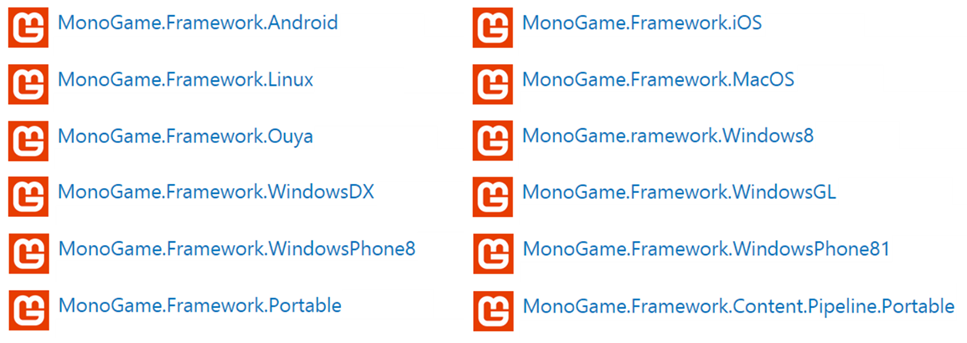 MonoGame.Framework.Android
MonoGame.Framework.iOS
MonoGame.Framework.Linux
MonoGame.Framework.MacOS
MonoGame.Framework.Ouya
MonoGame.ramework.Windows8
MonoGame.Framework.WindowsDX
MonoGame.Framework.WindowsGL
MonoGame.Framework.WindowsPhone8
MonoGame.Framework.WindowsPhone81
MonoGame.Framework.Portable
MonoGame.Framework.Content.Pipeline.Portable